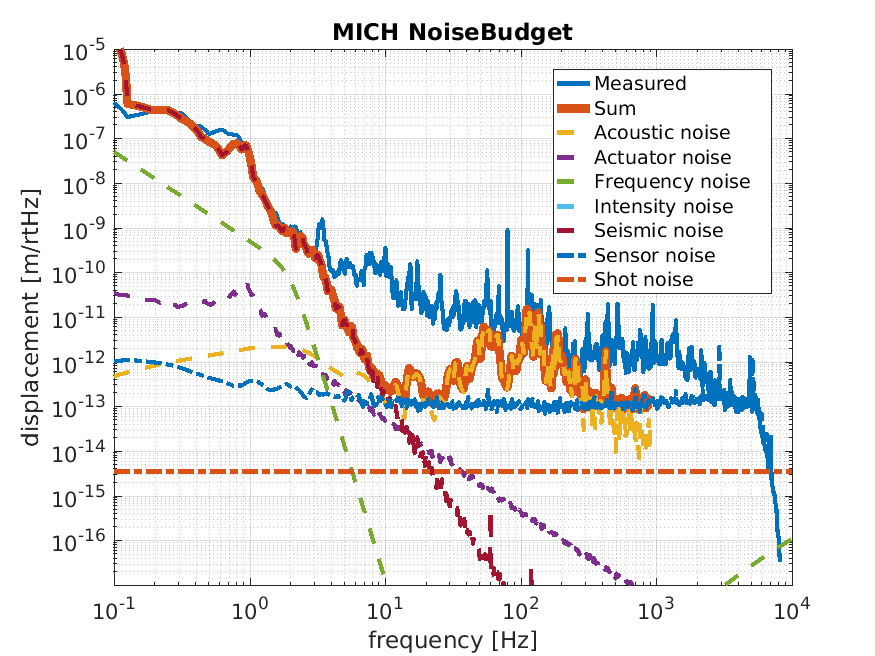 MICH NoiseBudget
displacement [m/rtHz]
10^-5
10^-6
10^-7
10^-8
10^-9
10^-10
10^-11
10^-12
10^-13
10^-14
10^-15
10^-16
Measured
Sum
Acoustic noise
Actuator noise
Frequency noise
Intensity noise
Seismic noise
Sensor noise
Shot noise
10^-1 10^0 10^1 10^2 10^3 10^4
frequency [Hz]